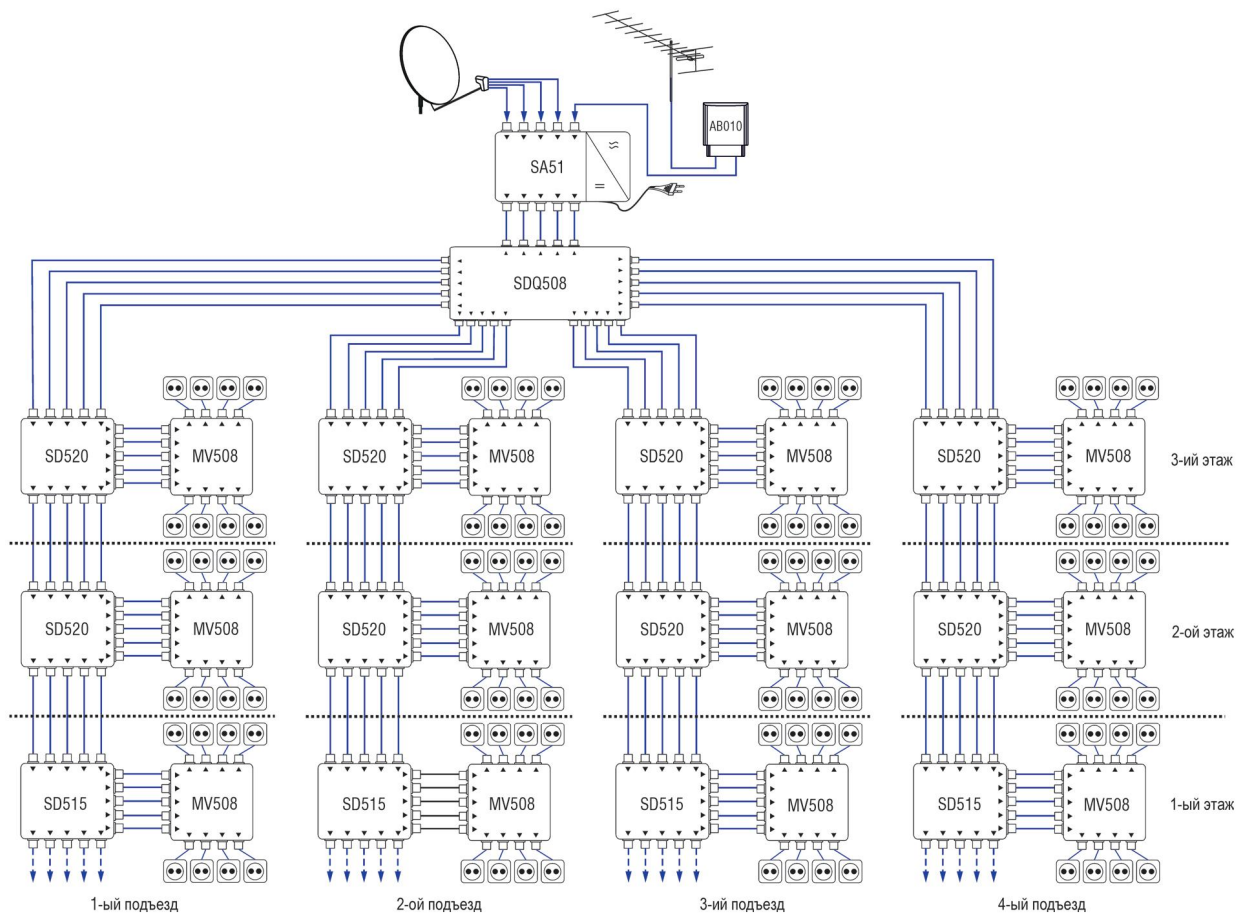 AB010
SA51
SDQ508
SD520 MV508 SD520 MV508 SD520 MV508 SD520 MV508 3-ий этаж
SD520 MV508 SD520 MV508 SD520 MV508 SD520 MV508 2-ой этаж
SD515 MV508 SD515 MV508 SD515 MV508 SD515 MV508 1-ый этаж
1-ый подъезд 2-ой подъезд 3-ий подъезд 4-ый подъезд